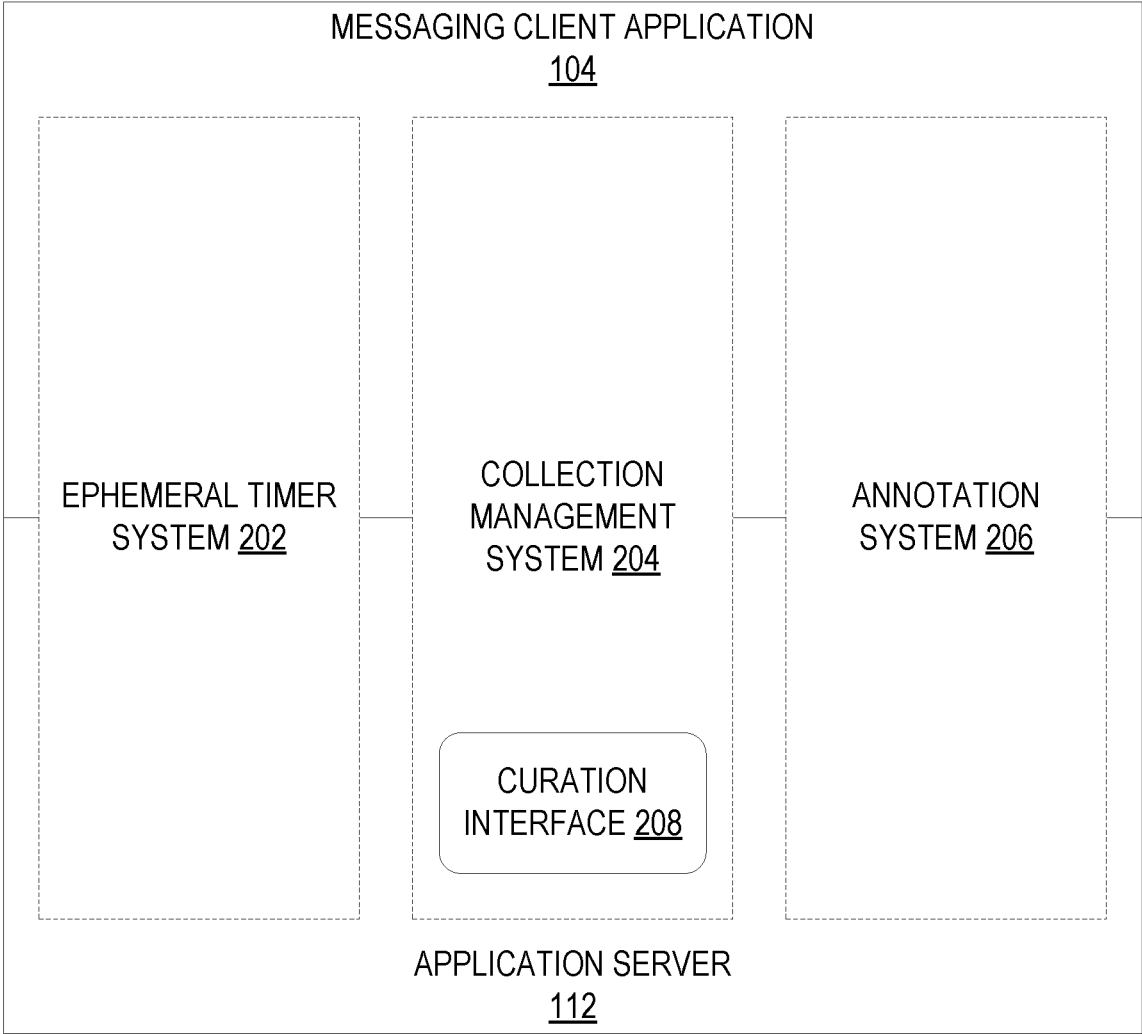 MESSAGING CLIENT APPLICATION
104
EPHEMERAL TIMER
SYSTEM 202
COLLECTION
MANAGEMENT
SYSTEM 204
ANNOTATION
SYSTEM 206
CURATION
INTERFACE 208
APPLICATION SERVER
112